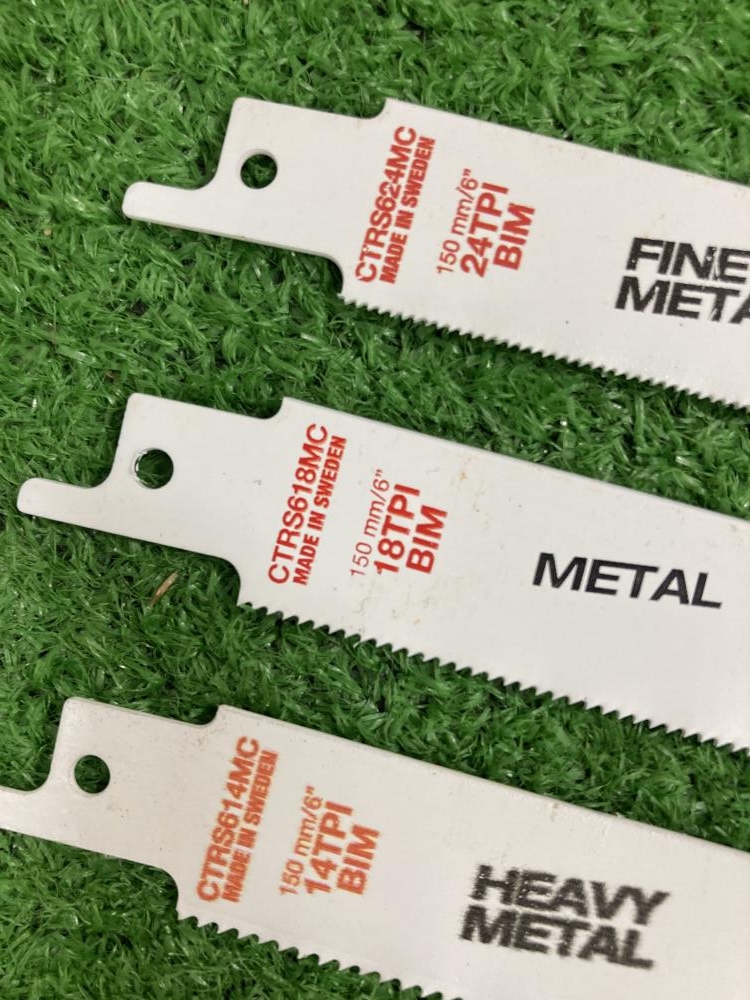 CTRS624MC
MADE IN SWEDEN
150 mm/6"
24TPI
BIM
FINE
META
CTRS618MC
MADE IN SWEDEN
150 mm/6"
18TPI
BIM
METAL
CTRS614MC
MADE IN SWEDEN
150 mm/6"
14TPI
BIM
HEAVY
METAL